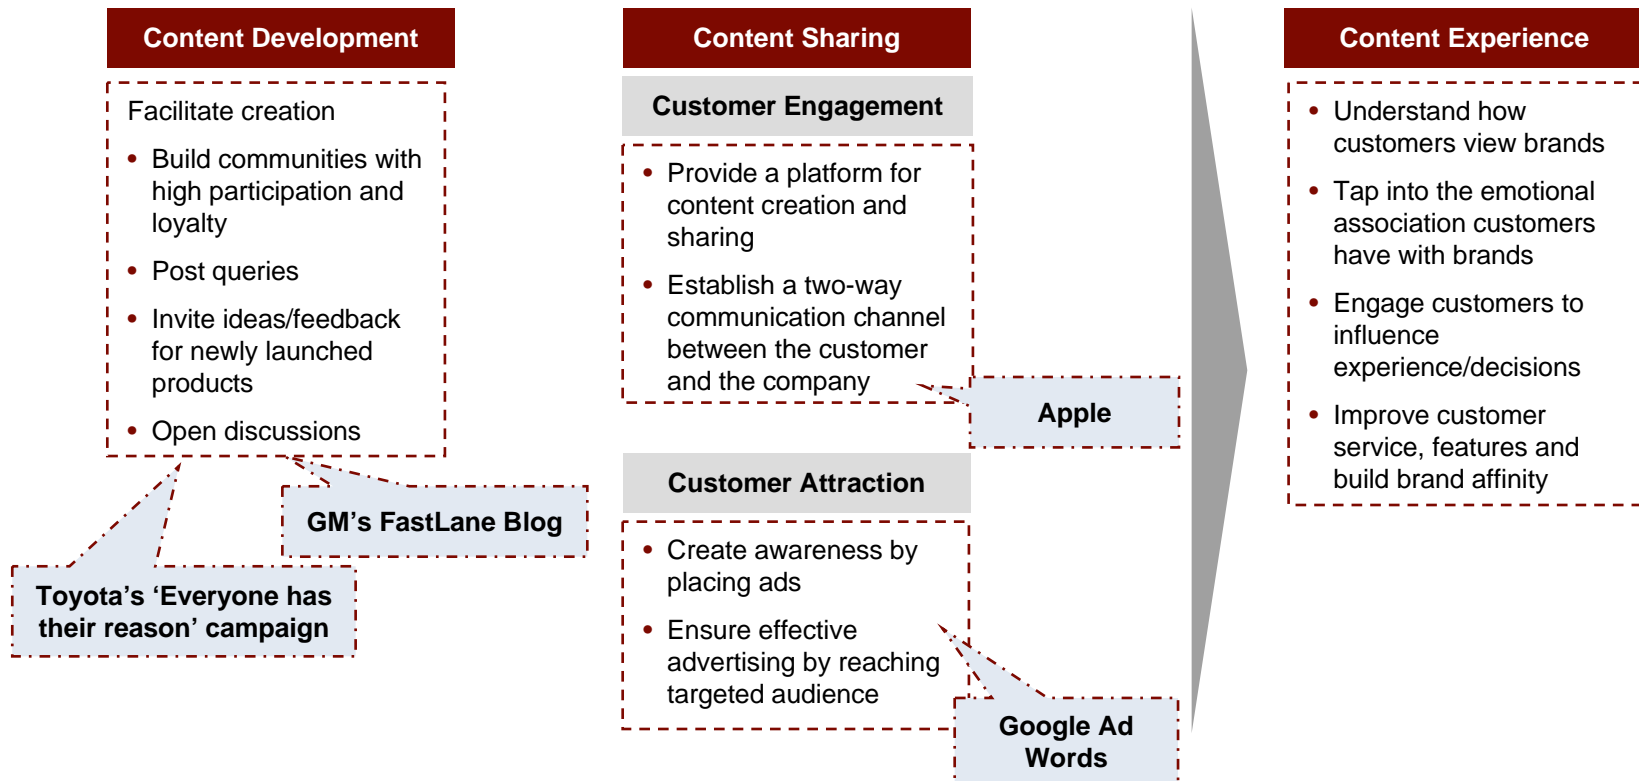 Content Development
Facilitate creation
• Build communities with
high participation and
loyalty
• Post queries
• Invite ideas/feedback
for newly launched
products
• Open discussions
GM’s FastLane Blog
Toyota’s ‘Everyone has
their reason’ campaign
Content Sharing
Customer Engagement
• Provide a platform for
content creation and
sharing
• Establish a two-way
communication channel
between the customer
and the company
Apple
Customer Attraction
• Create awareness by
placing ads
• Ensure effective
advertising by reaching
targeted audience
Google Ad
Words
Content Experience
• Understand how
customers view brands
• Tap into the emotional
association customers
have with brands
• Engage customers to
influence
experience/decisions
• Improve customer
service, features and
build brand affinity